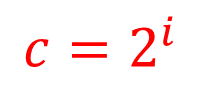 c = 2^i